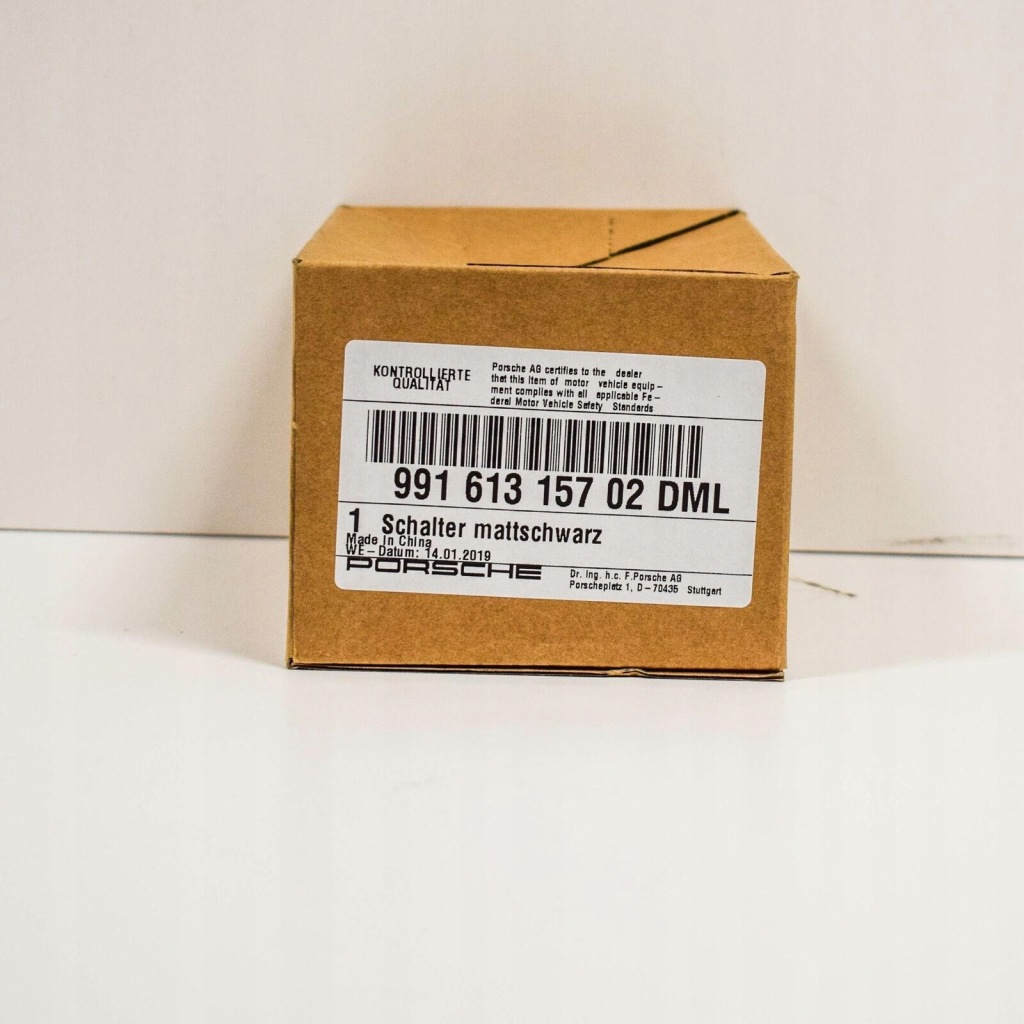 KONTROLLIERTE
QUALITÄT
Porsche AG certifies to the dealer
that this item of motor vehicle equip-
ment complies with all applicable Fe-
deral Motor Vehicle Safety Standards
991 613 157 02 DML
1 Schalter mattschwarz
Made in China
WE-Datum: 14.01.2019
PORSCHE
Dr. Ing. h.c. F.Porsche AG
Porscheplatz 1, D-70435 Stuttgart